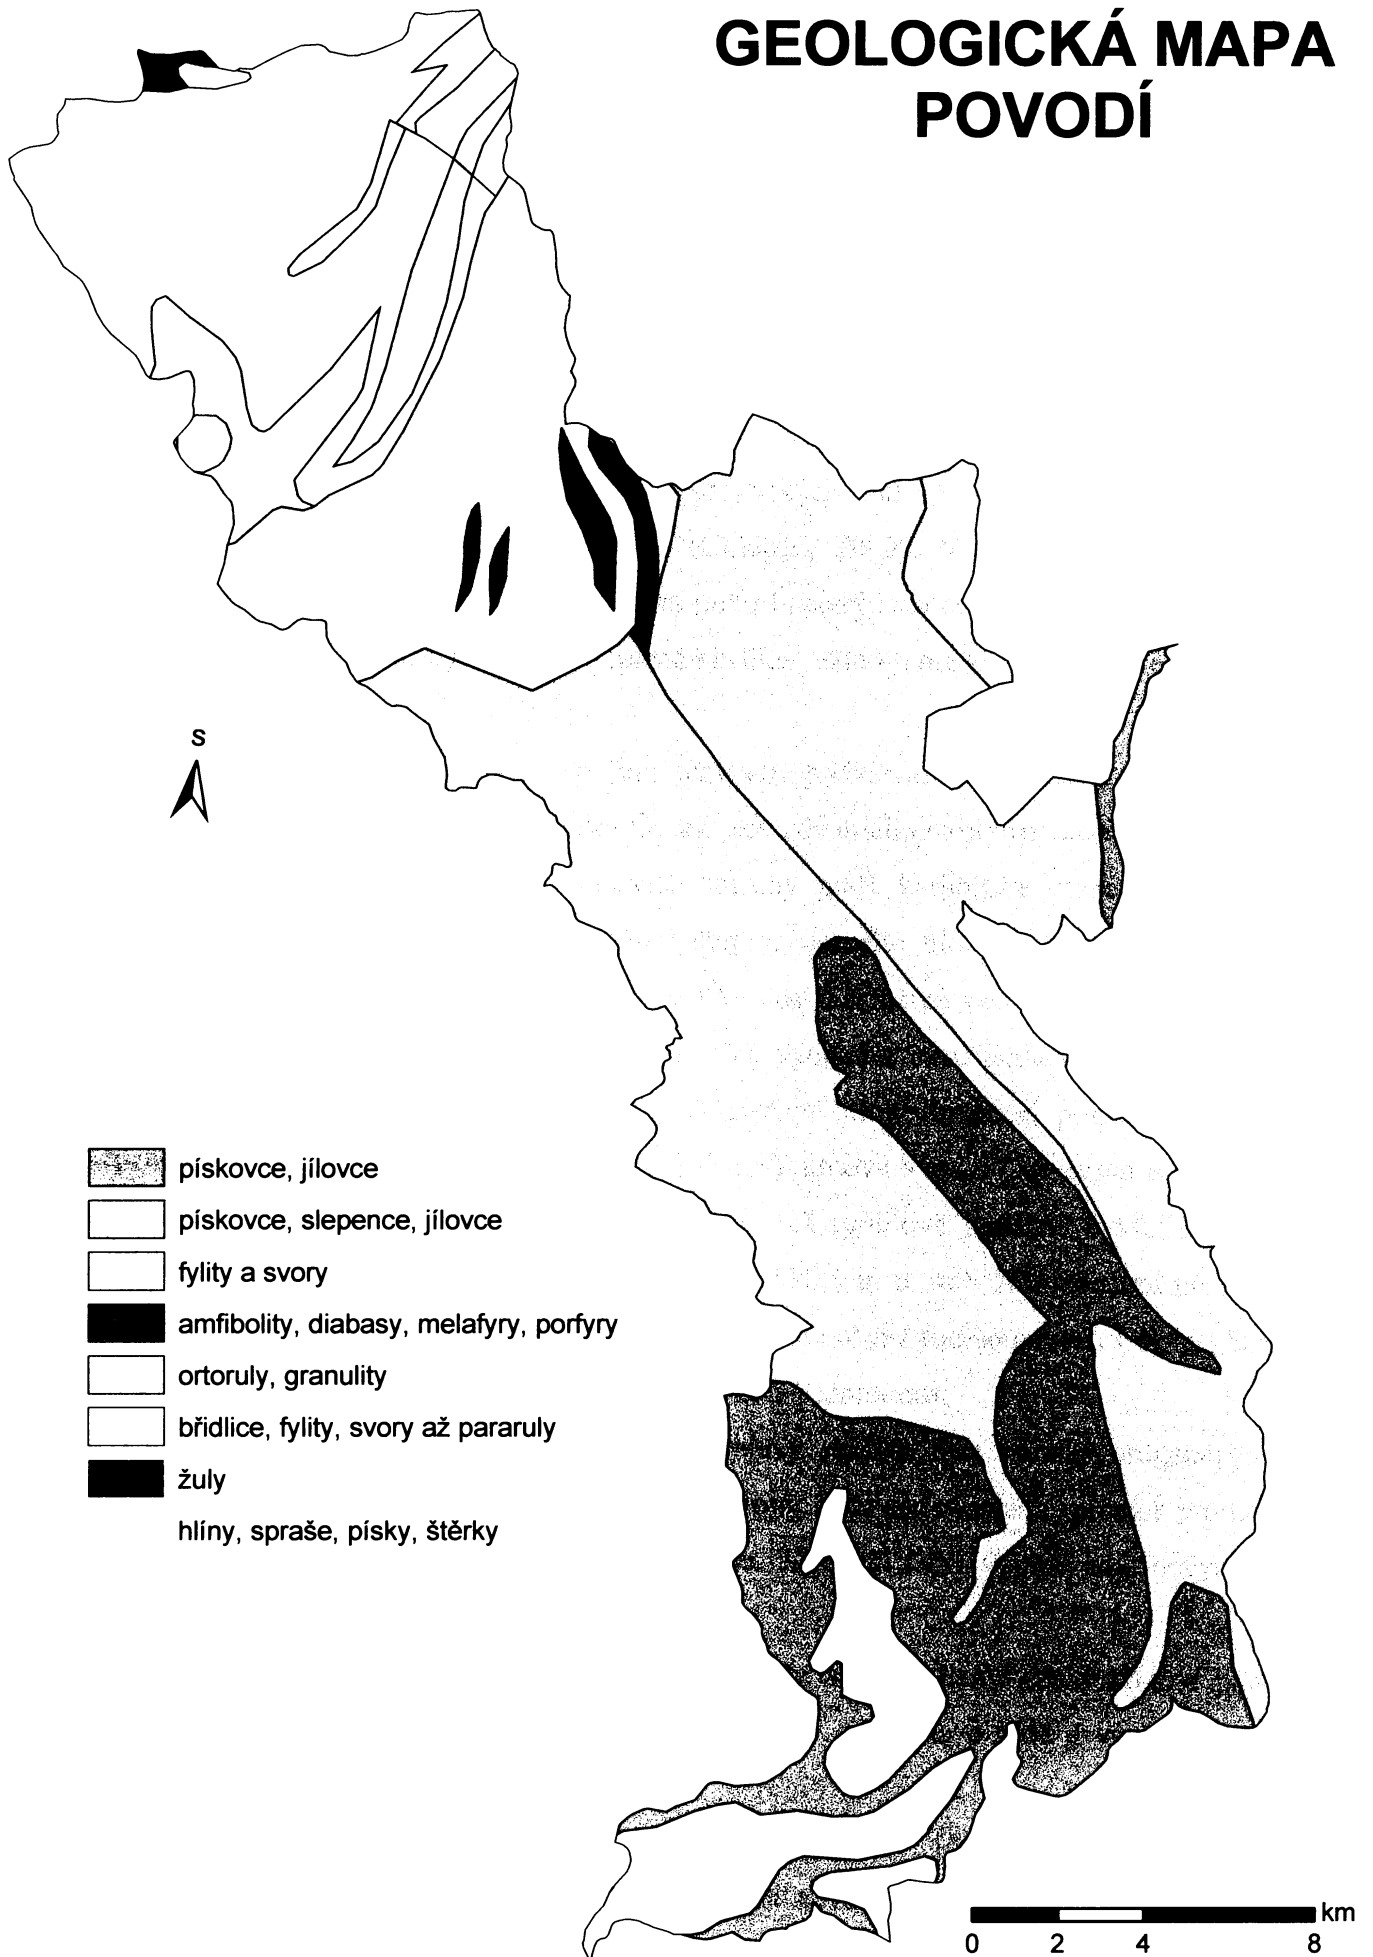 GEOLOGICKÁ MAPA
POVODÍ
S
pískovce, jílovce
pískovce, slepence, jílovce
fylity a svory
amfibolity, diabasy, melafyry, porfyry
ortoruly, granulity
břidlice, fylity, svory až pararuly
žuly
hlíny, spraše, písky, štěrky
km
0 2 4 8